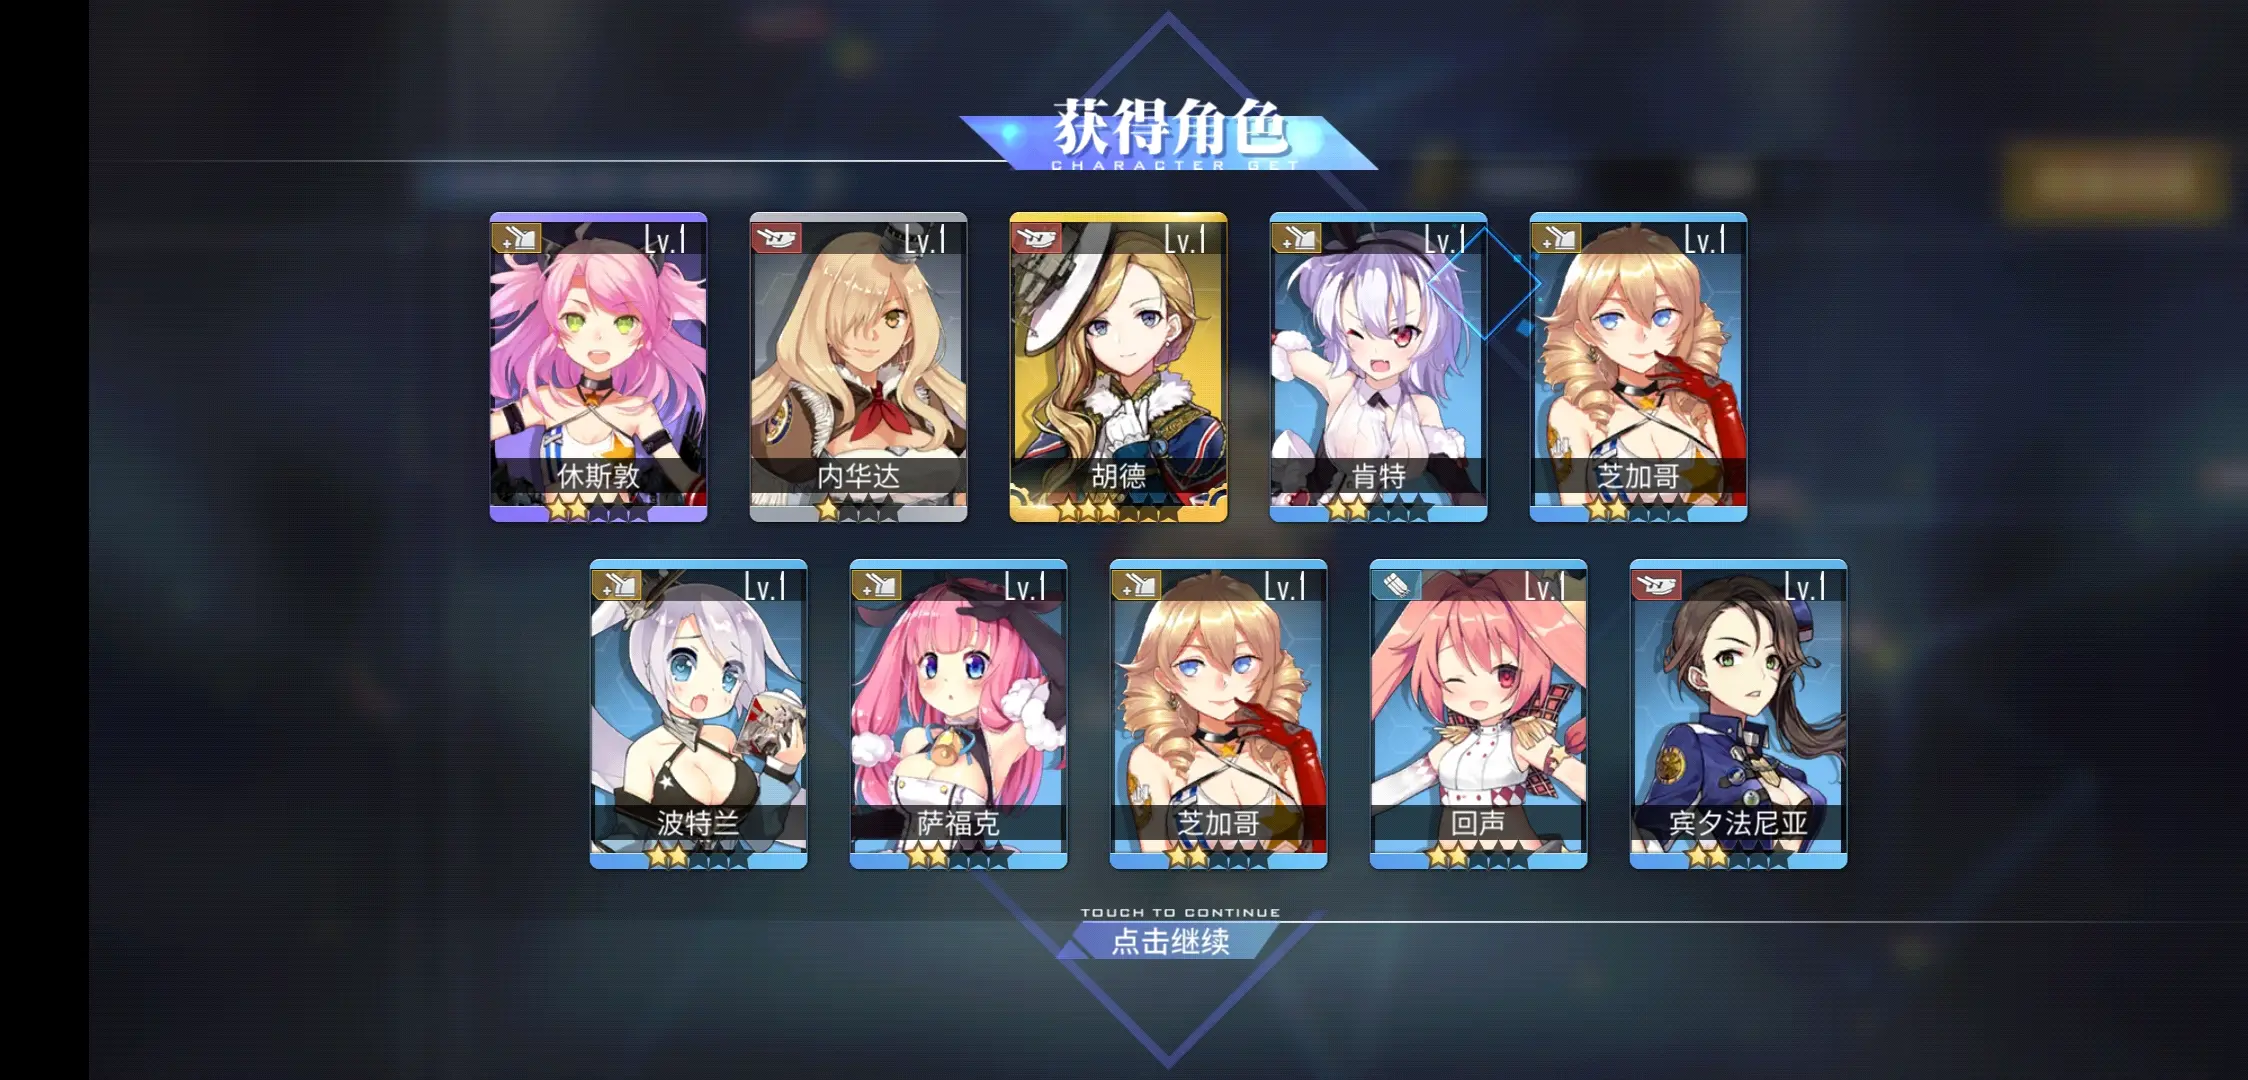 获得角色
CHARACTER GET
Lv.1
Lv.1
Lv.1
Lv.1
Lv.1
休斯敦
内华达
胡德
肯特
芝加哥
Lv.1
Lv.1
Lv.1
Lv.1
Lv.1
波特兰
萨福克
芝加哥
回声
宾夕法尼亚
TOUCH TO CONTINUE
点击继续